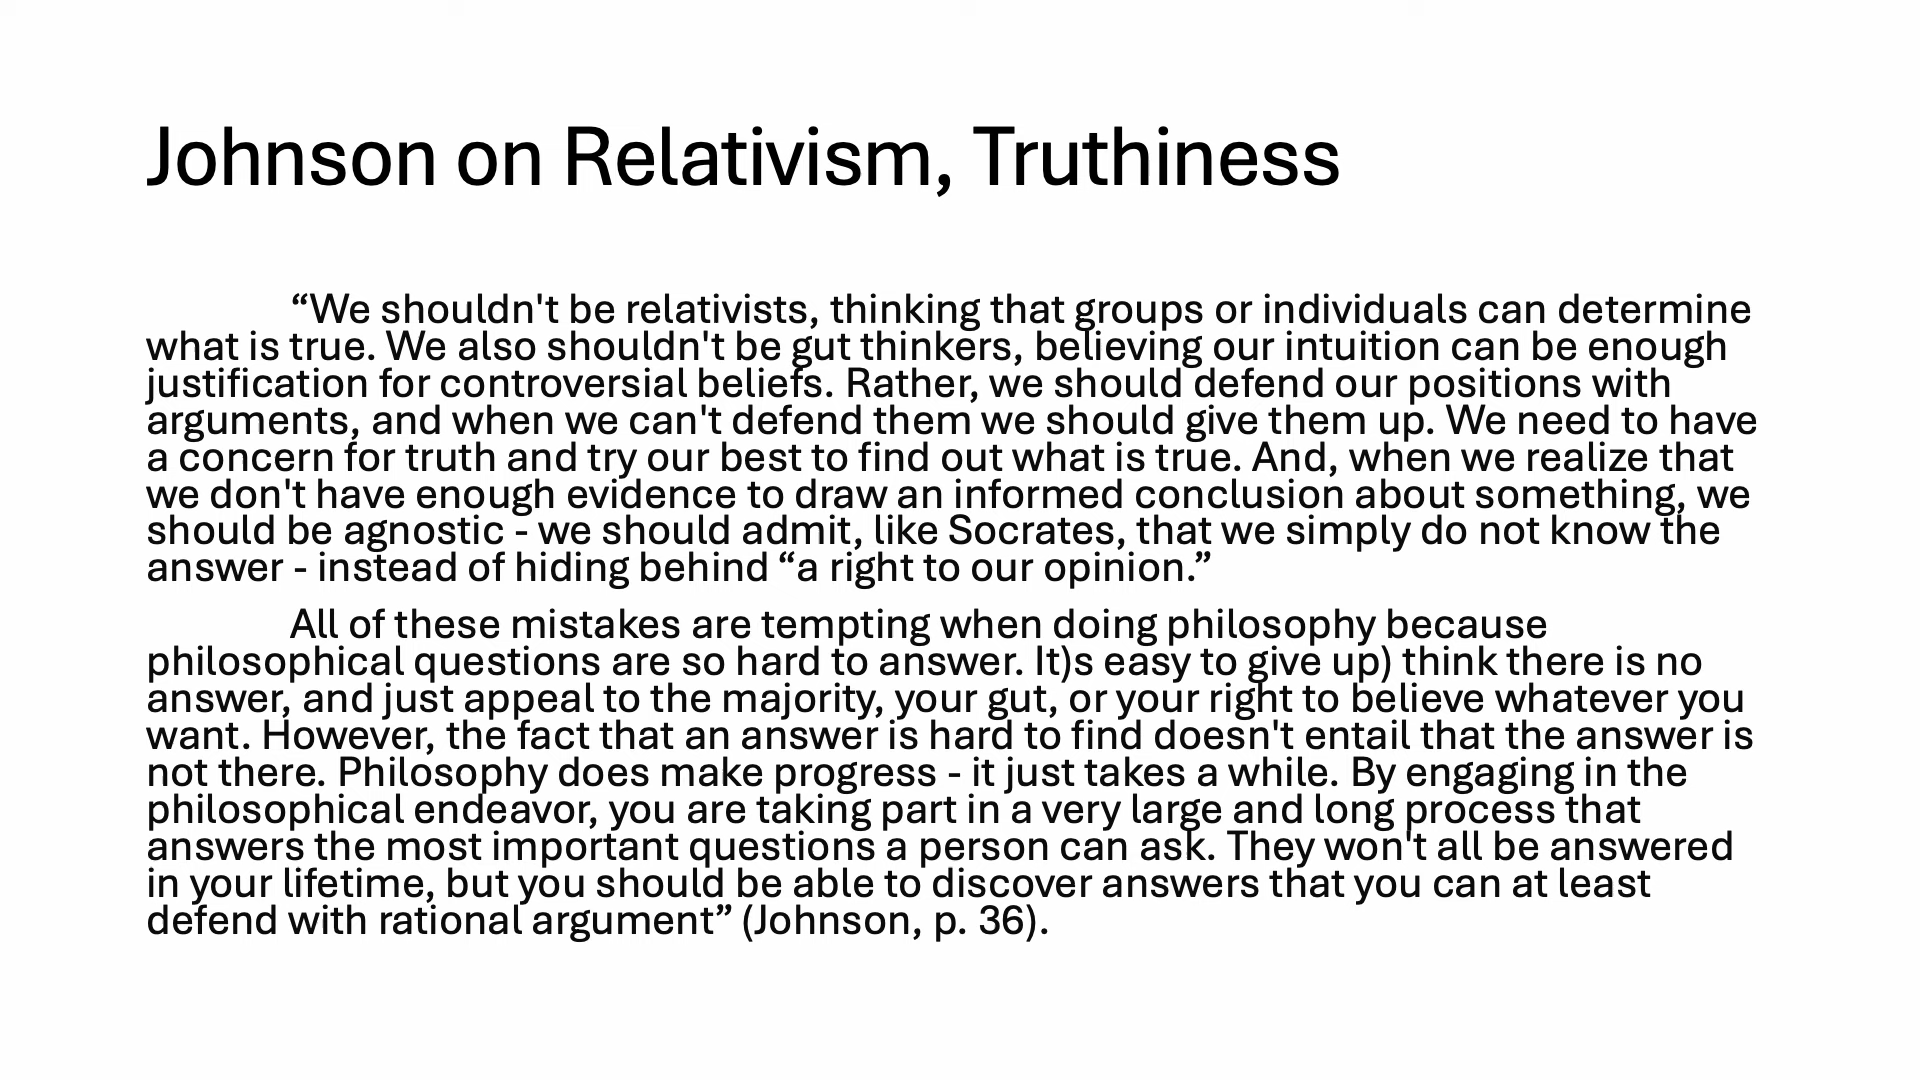 Johnson on Relativism, Truthiness
“We shouldn't be relativists, thinking that groups or individuals can determine
what is true. We also shouldn't be gut thinkers, believing our intuition can be enough
justification for controversial beliefs. Rather, we should defend our positions with
arguments, and when we can't defend them we should give them up. We need to have
a concern for truth and try our best to find out what is true. And, when we realize that
we don't have enough evidence to draw an informed conclusion about something, we
should be agnostic - we should admit, like Socrates, that we simply do not know the
answer - instead of hiding behind “a right to our opinion.”
All of these mistakes are tempting when doing philosophy because
philosophical questions are so hard to answer. It)s easy to give up) think there is no
answer, and just appeal to the majority, your gut, or your right to believe whatever you
want. However, the fact that an answer is hard to find doesn't entail that the answer is
not there. Philosophy does make progress - it just takes a while. By engaging in the
philosophical endeavor, you are taking part in a very large and long process that
answers the most important questions a person can ask. They won't all be answered
in your lifetime, but you should be able to discover answers that you can at least
defend with rational argument” (Johnson, p. 36).